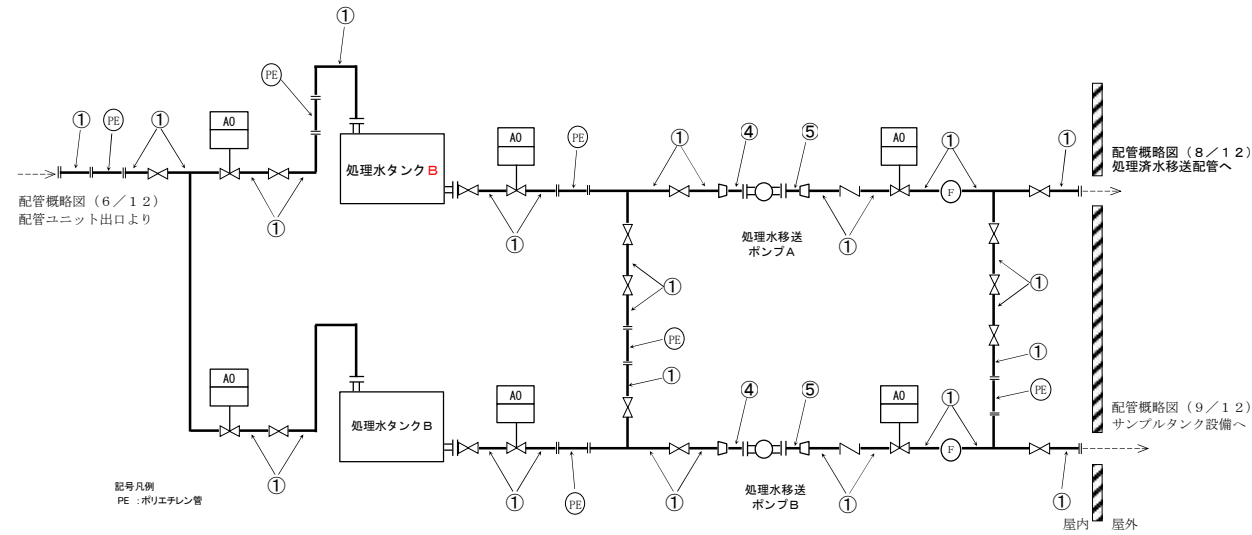 ①
PE
① PE ①
AO
①
処理水タンクB
AO
PE
① ④ ⑤
AO
① ①
配管概略図（8／12）
処理済水移送配管へ
配管概略図（6／12）
配管ユニット出口より
①
F
処理水移送
ポンプA
①
①
①
PE
①
①
PE
AO
①
処理水タンクB
AO
①
PE
①
④ ⑤
①
AO
①
F
配管概略図（9／12）
サンプルタンク設備へ
①
処理水移送
ポンプB
記号凡例
PE ：ポリエチレン管
屋内 屋外